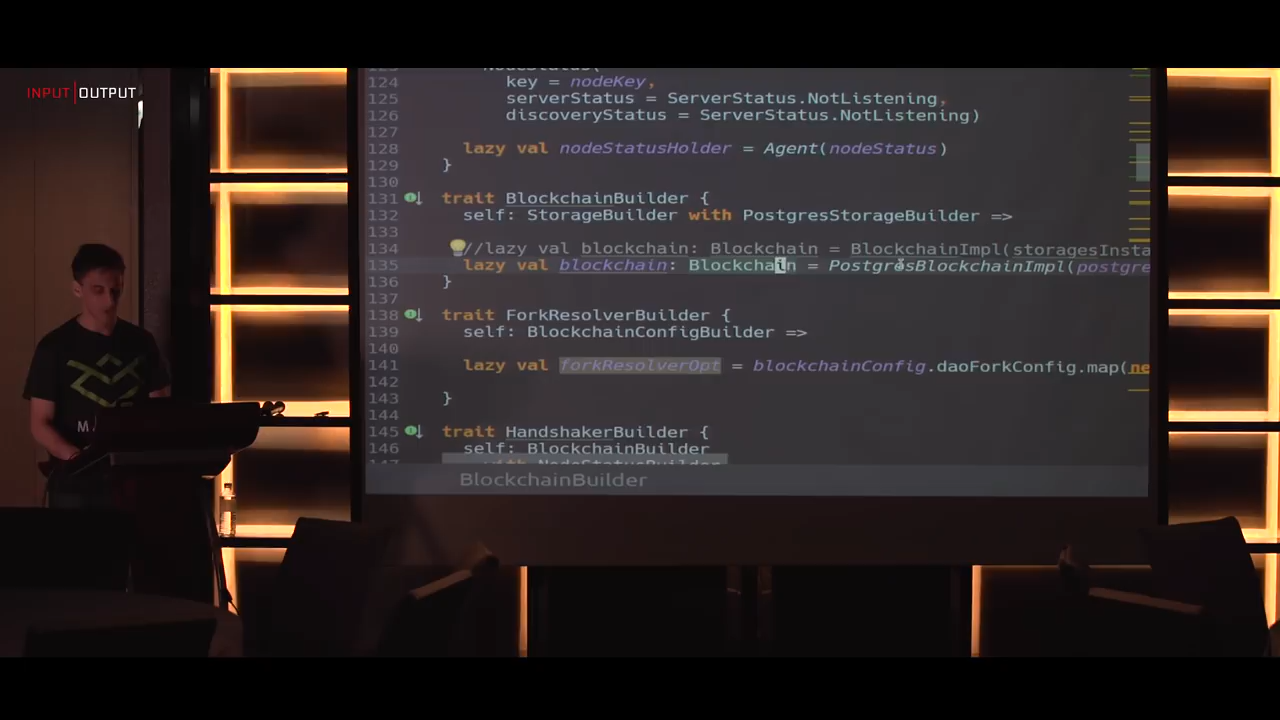 INPUT|OUTPUT
124 key = nodeKey,
125 serverStatus = ServerStatus.NotListening,
126 discoveryStatus = ServerStatus.NotListening)
127
128 lazy val nodeStatusHolder = Agent(nodeStatus)
129 }
130
131 trait BlockchainBuilder {
132 self: StorageBuilder with PostgresStorageBuilder =>
133
134 //lazy val blockchain: Blockchain = BlockchainImpl(storagesInsta
135 lazy val blockchain: Blockchain = PostgresBlockchainImpl(postgre
136 }
137
138 trait ForkResolverBuilder {
139 self: BlockchainConfigBuilder =>
140
141 lazy val forkResolverOpt = blockchainConfig.daoForkConfig.map(ne
142
143 }
144
145 trait HandshakerBuilder {
146 self: BlockchainBuilder
147 with NodeStatusBuilder
BlockchainBuilder